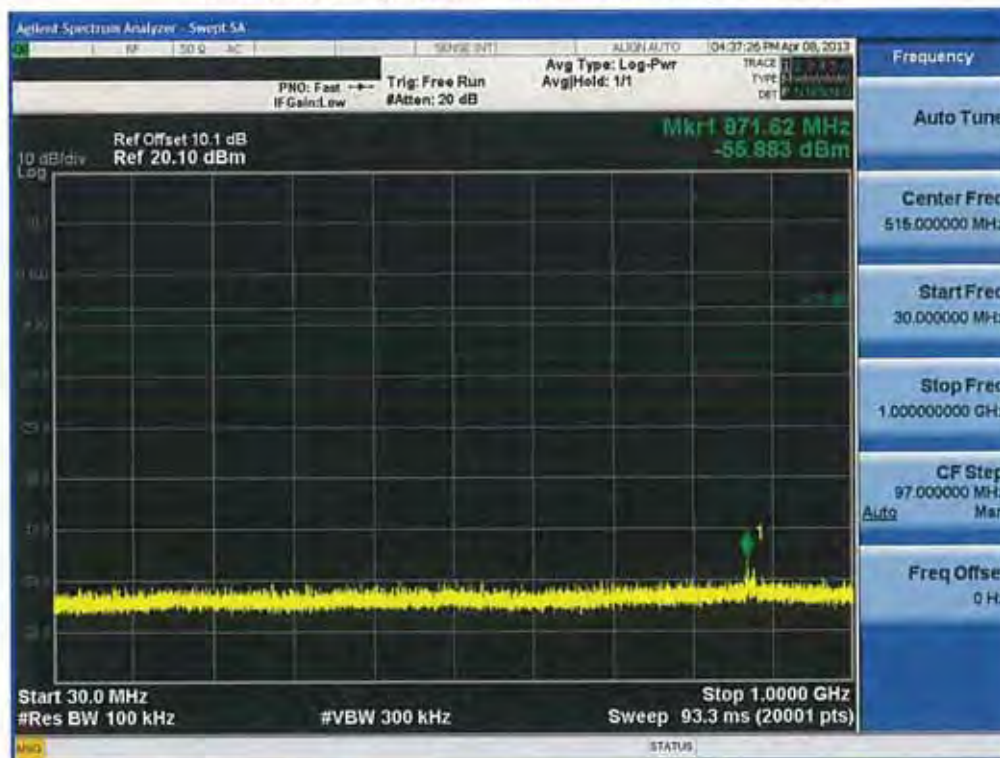 Agilent Spectrum Analyzer - Swept SA
RF 50 Ω AC SENSE:INT ALIGN AUTO 04:37:26 PM Apr 08, 2013
PNO: Fast
IFGain:Low
Trig: Free Run
#Atten: 20 dB
Avg Type: Log-Pwr
Avg|Hold: 1/1
TRACE
TYPE
DET
Mkr1 871.62 MHz
-55.983 dBm
Ref Offset 10.1 dB
10 dB/div Ref 20.10 dBm
Log
1
Start 30.0 MHz
Stop 1.0000 GHz
#Res BW 100 kHz
#VBW 300 kHz
Sweep 93.3 ms (20001 pts)
MSG
STATUS
Frequency
Auto Tune
Center Freq
515.000000 MHz
Start Freq
30.000000 MHz
Stop Freq
1.000000000 GHz
CF Step
97.000000 MHz
Auto Man
Freq Offset
0 Hz